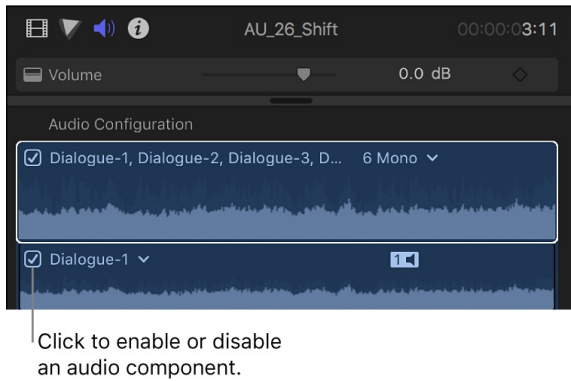 AU_26_Shift 00:00:03:11
Volume 0.0 dB
Audio Configuration
Dialogue-1, Dialogue-2, Dialogue-3, D... 6 Mono
Dialogue-1 1
Click to enable or disable
an audio component.